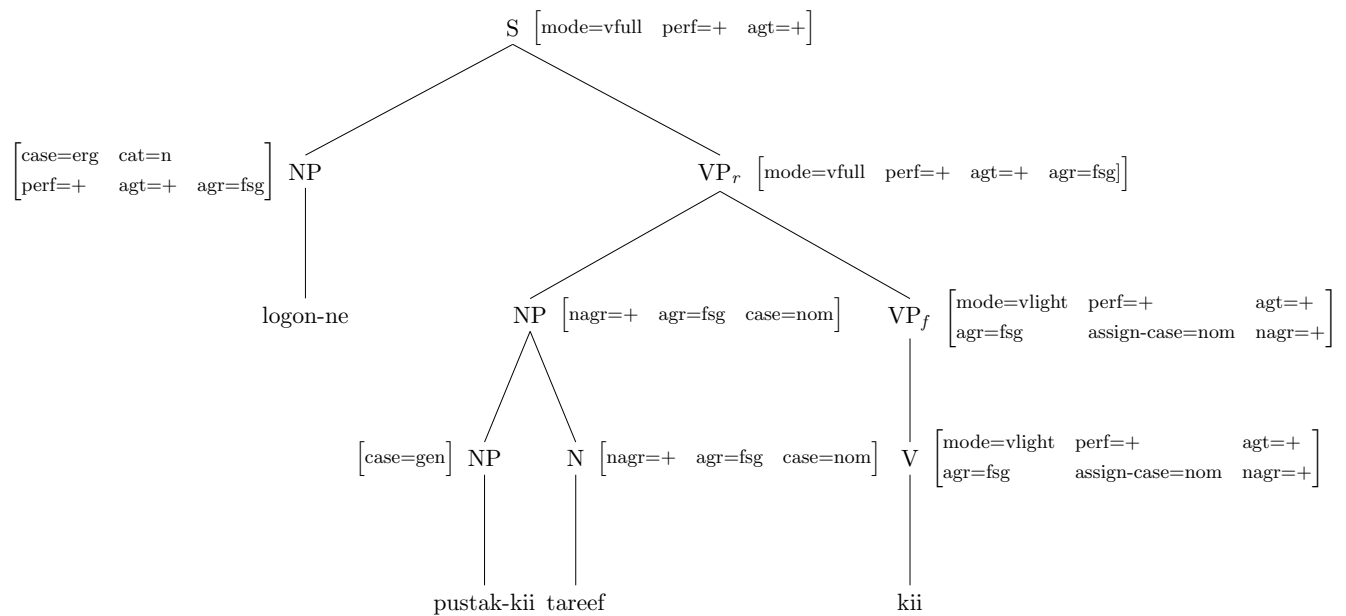 S [mode=vfull perf=+ agt=+]
[case=erg cat=n
perf=+ agt=+ agr=fsg] NP
VP_r [mode=vfull perf=+ agt=+ agr=fsg]]
logon-ne
NP [nagr=+ agr=fsg case=nom]
VP_f [mode=vlight perf=+ agt=+
agr=fsg assign-case=nom nagr=+]
[case=gen] NP
N [nagr=+ agr=fsg case=nom]
V [mode=vlight perf=+ agt=+
agr=fsg assign-case=nom nagr=+]
pustak-kii tareef kii